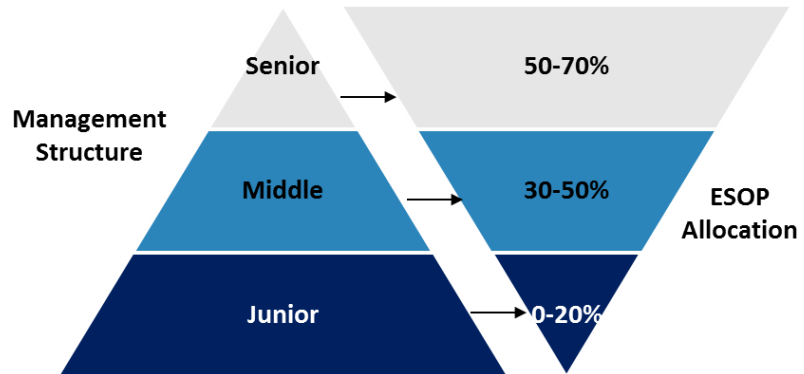 Senior
50-70%
Management
Structure
Middle
30-50%
ESOP
Allocation
Junior
0-20%